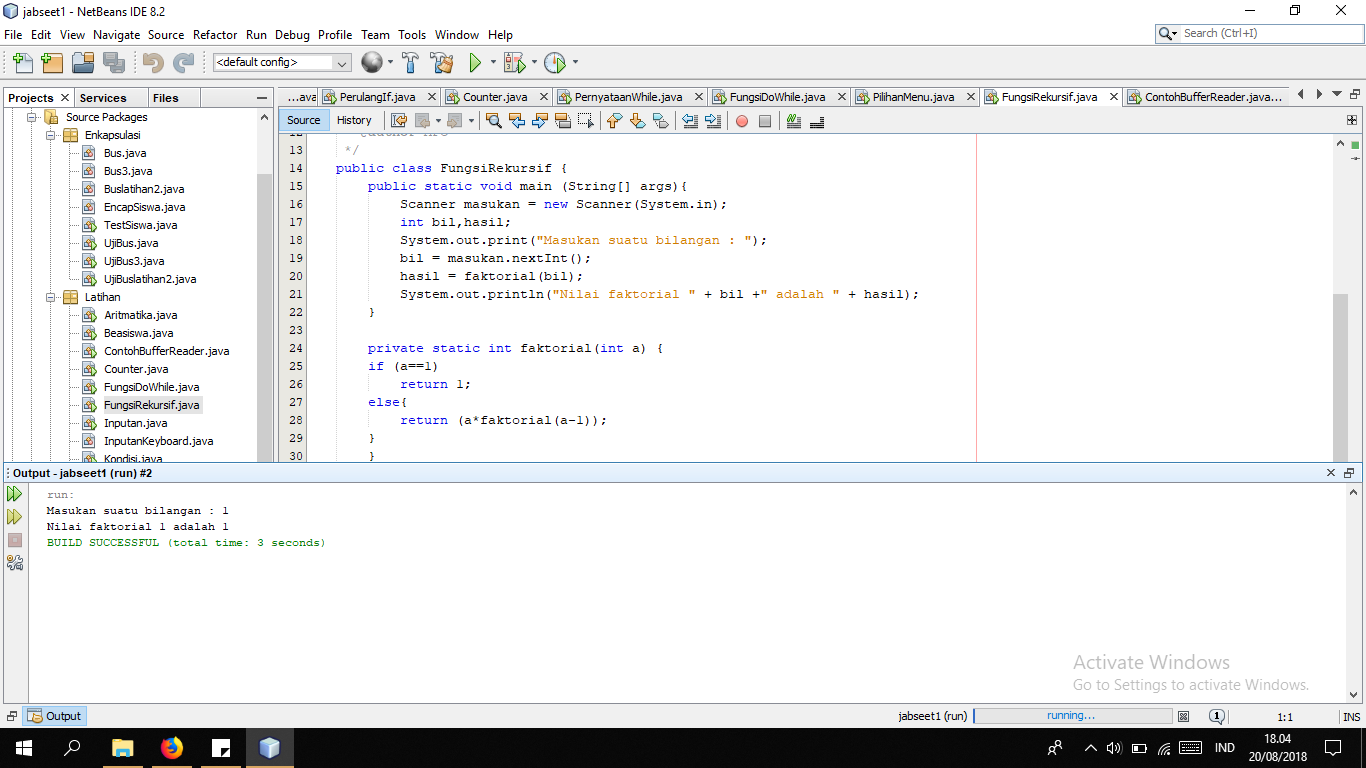 jabseet1 - NetBeans IDE 8.2
File Edit View Navigate Source Refactor Run Debug Profile Team Tools Window Help
Search (Ctrl+I)
<default config>
Projects Services Files
...ava PerulangIf.java Counter.java PernyataanWhile.java FungsiDoWhile.java PilihanMenu.java FungsiRekursif.java ContohBufferReader.java...
Source History
Source Packages
Enkapsulasi
Bus.java
Bus3.java
Buslatihan2.java
EncapSiswa.java
TestSiswa.java
UjiBus.java
UjiBus3.java
UjiBuslatihan2.java
Latihan
Aritmatika.java
Beasiswa.java
ContohBufferReader.java
Counter.java
FungsiDoWhile.java
FungsiRekursif.java
Inputan.java
InputanKeyboard.java
Kondisi.java
12
13 */
14 public class FungsiRekursif {
15 public static void main (String[] args){
16 Scanner masukan = new Scanner(System.in);
17 int bil,hasil;
18 System.out.print("Masukan suatu bilangan : ");
19 bil = masukan.nextInt();
20 hasil = faktorial(bil);
21 System.out.println("Nilai faktorial " + bil +" adalah " + hasil);
22 }
23
24 private static int faktorial(int a) {
25 if (a==1)
26 return 1;
27 else{
28 return (a*faktorial(a-1));
29 }
30 }
Output - jabseet1 (run) #2
run:
Masukan suatu bilangan : 1
Nilai faktorial 1 adalah 1
BUILD SUCCESSFUL (total time: 3 seconds)
Activate Windows
Go to Settings to activate Windows.
Output
jabseet1 (run) running... 1 1:1 INS
IND
18.04
20/08/2018